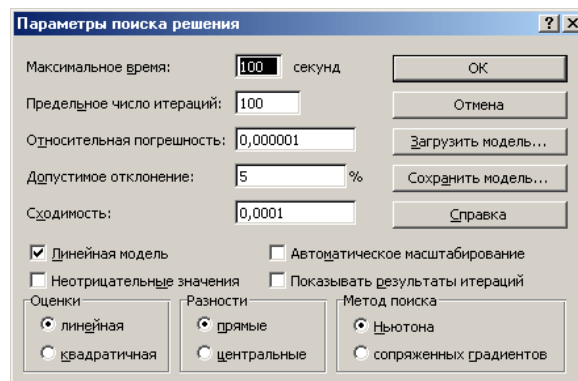 Параметры поиска решения
Максимальное время: 100 секунд OK
Предельное число итераций: 100 Отмена
Относительная погрешность: 0,000001 Загрузить модель...
Допустимое отклонение: 5 % Сохранить модель...
Сходимость: 0,0001 Справка
Линейная модель Автоматическое масштабирование
Неотрицательные значения Показывать результаты итераций
Оценки Разности Метод поиска
линейная прямые Ньютона
квадратичная центральные сопряженных градиентов